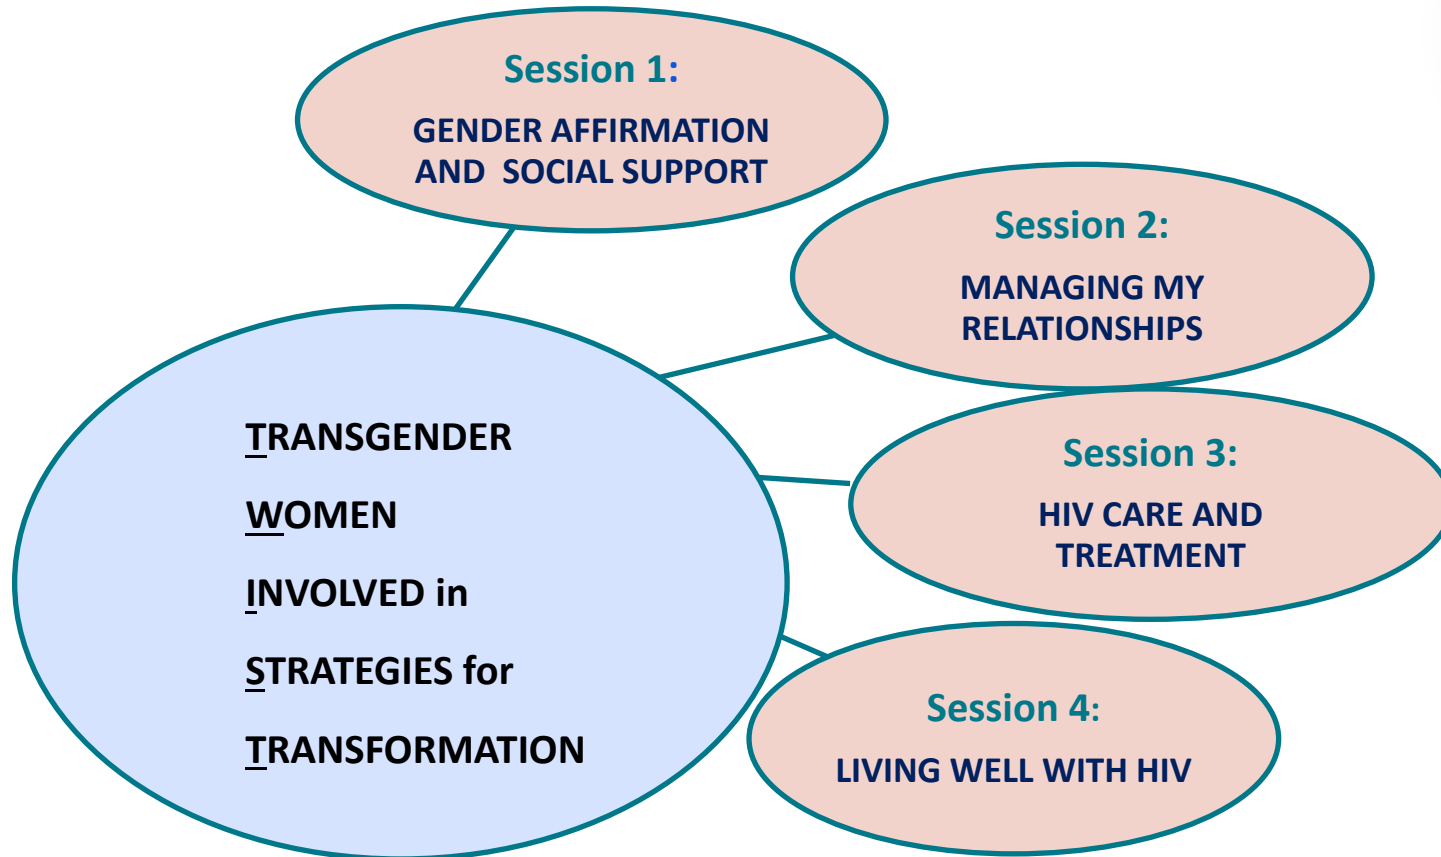 Session 1:
GENDER AFFIRMATION
AND  SOCIAL SUPPORT
Session 2:
MANAGING MY
RELATIONSHIPS
Session 3:
HIV CARE AND
TREATMENT
Session 4:
LIVING WELL WITH HIV
TRANSGENDER
WOMEN
INVOLVED in
STRATEGIES for
TRANSFORMATION